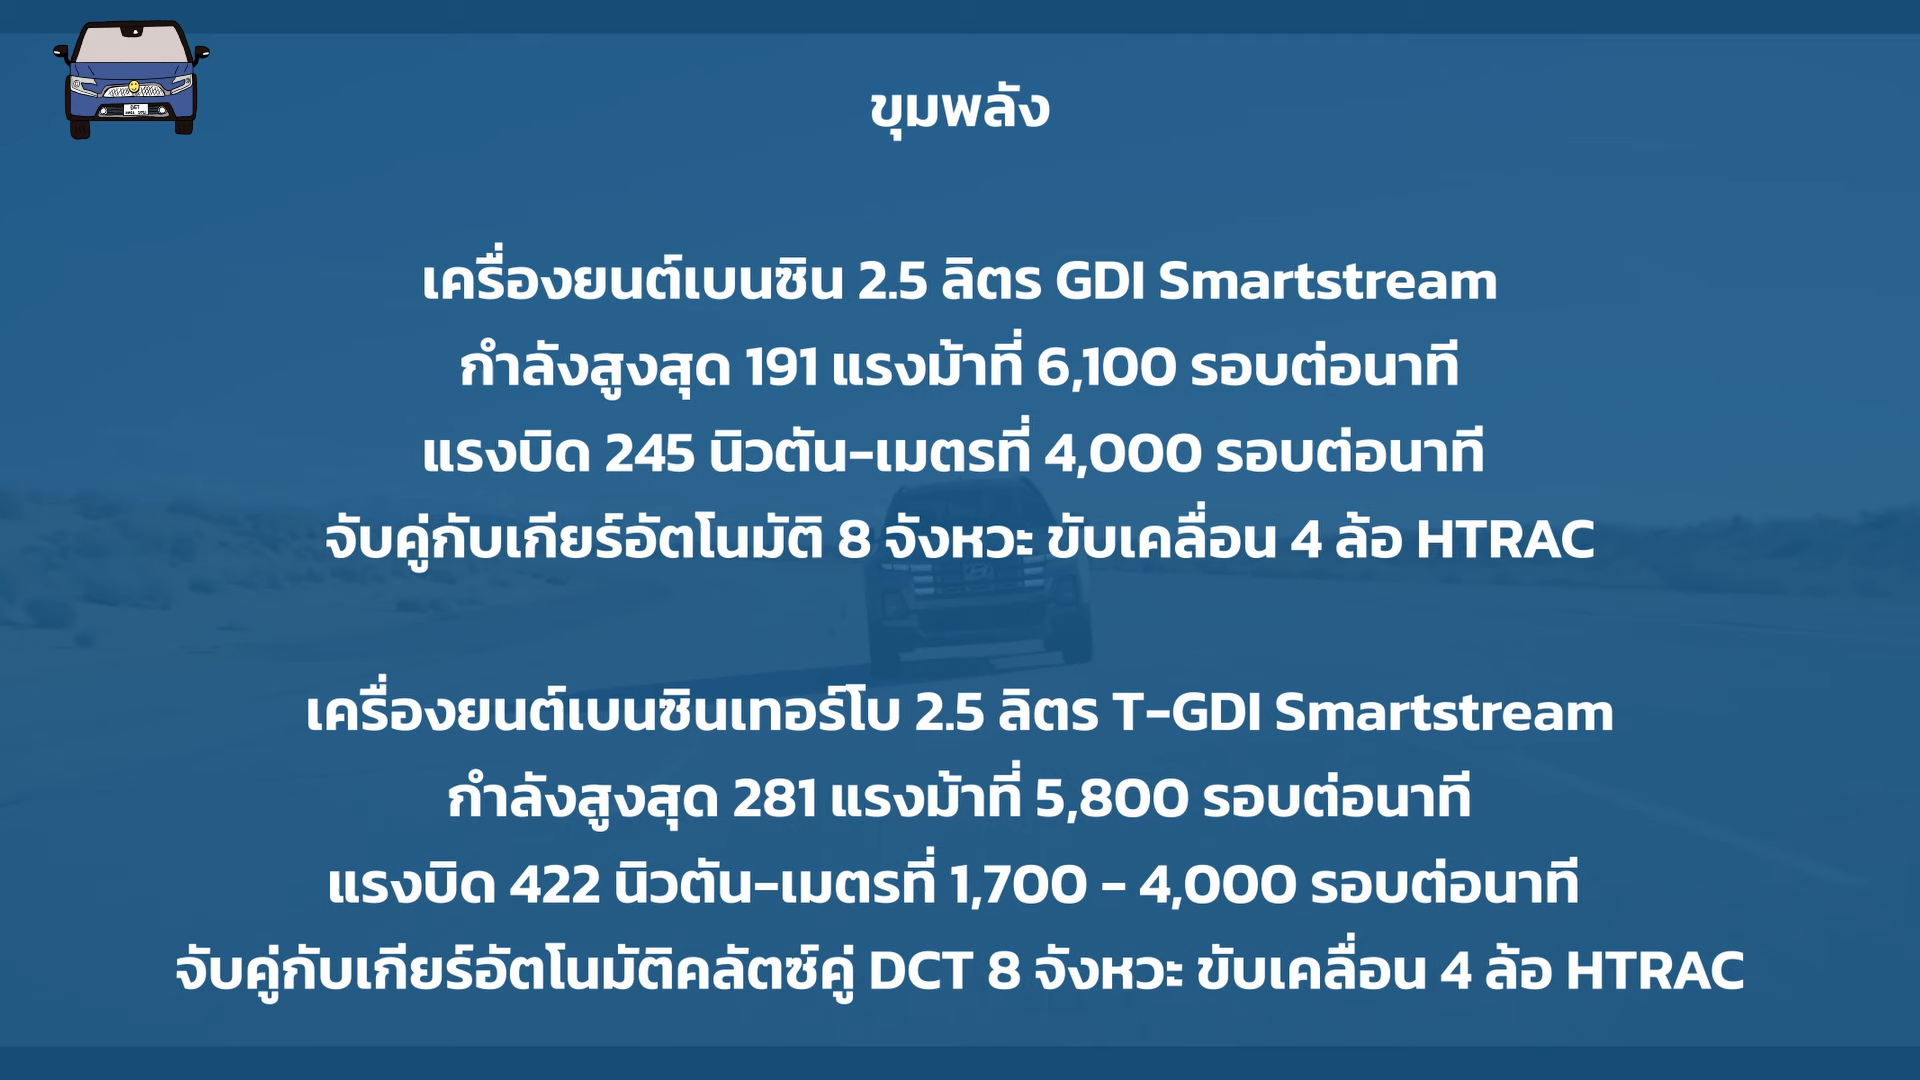 ขุมพลัง
เครื่องยนต์เบนซิน 2.5 ลิตร GDI Smartstream
กำลังสูงสุด 191 แรงม้าที่ 6,100 รอบต่อนาที
แรงบิด 245 นิวตัน-เมตรที่ 4,000 รอบต่อนาที
จับคู่กับเกียร์อัตโนมัติ 8 จังหวะ ขับเคลื่อน 4 ล้อ HTRAC
เครื่องยนต์เบนซินเทอร์โบ 2.5 ลิตร T-GDI Smartstream
กำลังสูงสุด 281 แรงม้าที่ 5,800 รอบต่อนาที
แรงบิด 422 นิวตัน-เมตรที่ 1,700 - 4,000 รอบต่อนาที
จับคู่กับเกียร์อัตโนมัติคลัตซ์คู่ DCT 8 จังหวะ ขับเคลื่อน 4 ล้อ HTRAC